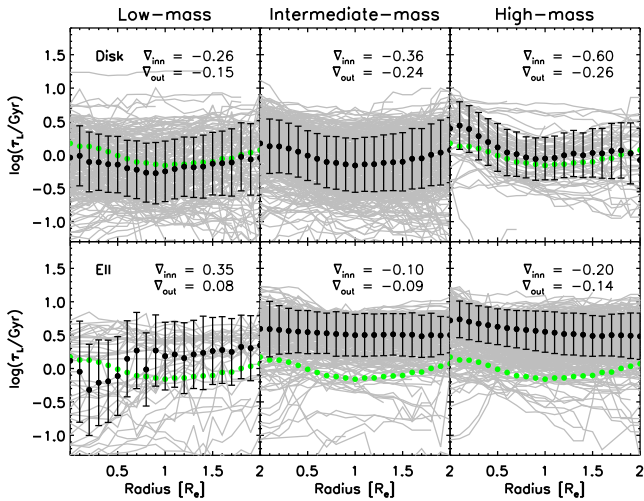 Low-mass Intermediate-mass High-mass
Disk ∇inn = -0.26 ∇inn = -0.36 ∇inn = -0.60
∇out = -0.15 ∇out = -0.24 ∇out = -0.26
log(τL/Gyr)
1.5
1.0
0.5
0.0
-0.5
-1.0
Ell ∇inn = 0.35 ∇inn = -0.10 ∇inn = -0.20
∇out = 0.08 ∇out = -0.09 ∇out = -0.14
log(τL/Gyr)
1.5
1.0
0.5
0.0
-0.5
-1.0
0.5 1 1.5 2 0.5 1 1.5 2 0.5 1 1.5 2
Radius [Re] Radius [Re] Radius [Re]